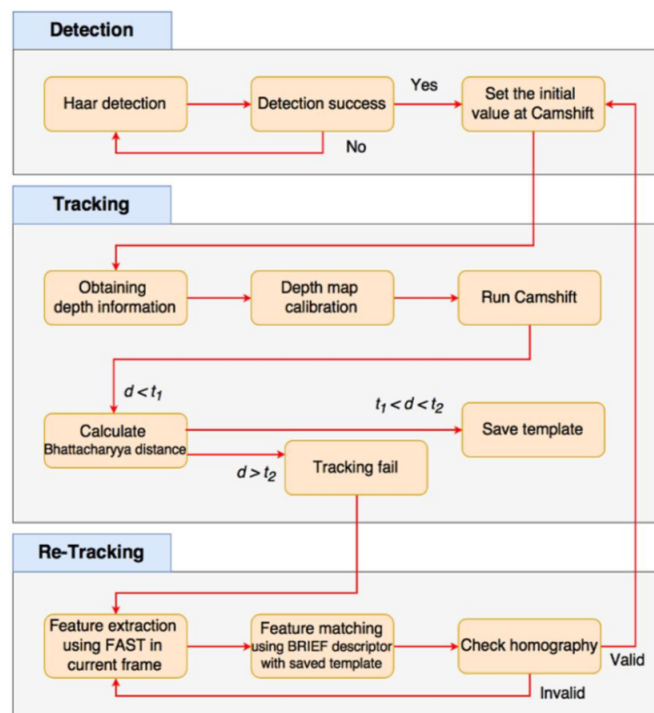 Detection
Haar detection
Detection success
Yes
Set the initial
value at Camshift
No
Tracking
Obtaining
depth information
Depth map
calibration
Run Camshift
d < t₁
t₁ < d < t₂
Calculate
Bhattacharyya distance
Save template
d > t₂
Tracking fail
Re-Tracking
Feature extraction
using FAST in
current frame
Feature matching
using BRIEF descriptor
with saved template
Check homography
Valid
Invalid